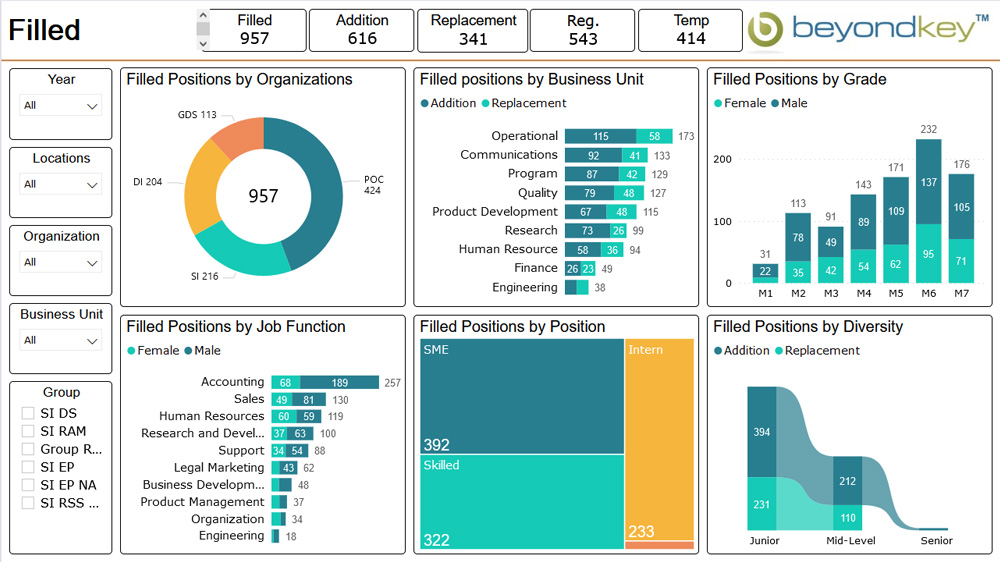 Filled
Filled
957
Addition
616
Replacement
341
Reg.
543
Temp
414
beyondkey™
Year
All
Locations
All
Organization
All
Business Unit
All
Group
SI DS
SI RAM
Group R...
SI EP
SI EP NA
SI RSS ...
Filled Positions by Organizations
GDS 113
DI 204
957
POC
424
SI 216
Filled positions by Business Unit
Addition Replacement
Operational 115 58 173
Communications 92 41 133
Program 87 42 129
Quality 79 48 127
Product Development 67 48 115
Research 73 26 99
Human Resource 58 36 94
Finance 26 23 49
Engineering 38
Filled Positions by Grade
Female Male
232
171 176
143
113
91
31
200
100
0
137
109 105
89
78
49
22
95
71
62
54
42
35
M1 M2 M3 M4 M5 M6 M7
Filled Positions by Job Function
Female Male
Accounting 68 189 257
Sales 49 81 130
Human Resources 60 59 119
Research and Devel... 37 63 100
Support 34 54 88
Legal Marketing 43 62
Business Developm... 48
Product Management 37
Organization 34
Engineering 18
Filled Positions by Position
SME
392
Skilled
322
Intern
233
Filled Positions by Diversity
Addition Replacement
394
231
212
110
Junior Mid-Level Senior